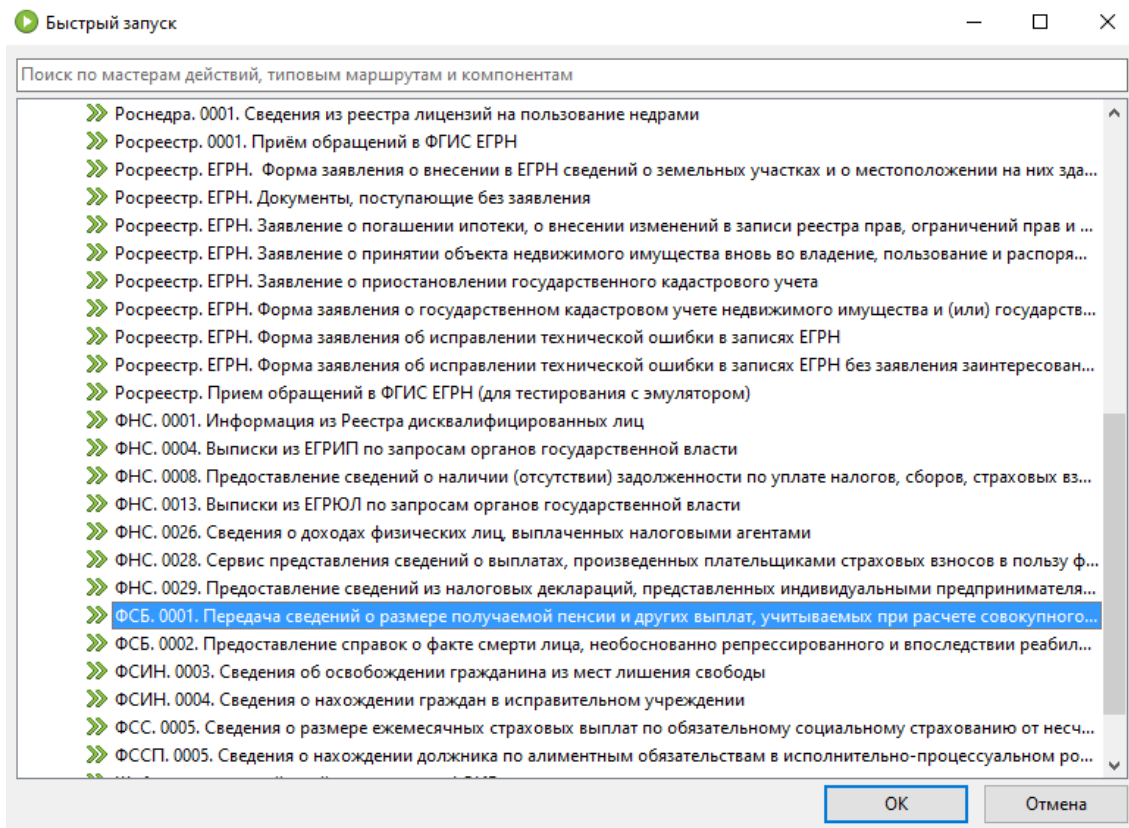 Быстрый запуск
Поиск по мастерам действий, типовым маршрутам и компонентам
Роснедра. 0001. Сведения из реестра лицензий на пользование недрами
Росреестр. 0001. Приём обращений в ФГИС ЕГРН
Росреестр. ЕГРН.  Форма заявления о внесении в ЕГРН сведений о земельных участках и о местоположении на них зда...
Росреестр. ЕГРН. Документы, поступающие без заявления
Росреестр. ЕГРН. Заявление о погашении ипотеки, о внесении изменений в записи реестра прав, ограничений прав и ...
Росреестр. ЕГРН. Заявление о принятии объекта недвижимого имущества вновь во владение, пользование и распоря...
Росреестр. ЕГРН. Заявление о приостановлении государственного кадастрового учета
Росреестр. ЕГРН. Форма заявления о государственном кадастровом учете недвижимого имущества и (или) государств...
Росреестр. ЕГРН. Форма заявления об исправлении технической ошибки в записях ЕГРН
Росреестр. ЕГРН. Форма заявления об исправлении технической ошибки в записях ЕГРН без заявления заинтересован...
Росреестр. Прием обращений в ФГИС ЕГРН (для тестирования с эмулятором)
ФНС. 0001. Информация из Реестра дисквалифицированных лиц
ФНС. 0004. Выписки из ЕГРИП по запросам органов государственной власти
ФНС. 0008. Предоставление сведений о наличии (отсутствии) задолженности по уплате налогов, сборов, страховых вз...
ФНС. 0013. Выписки из ЕГРЮЛ по запросам органов государственной власти
ФНС. 0026. Сведения о доходах физических лиц, выплаченных налоговыми агентами
ФНС. 0028. Сервис представления сведений о выплатах, произведенных плательщиками страховых взносов в пользу ф...
ФНС. 0029. Предоставление сведений из налоговых деклараций, представленных индивидуальными предпринимателя...
ФСБ. 0001. Передача сведений о размере получаемой пенсии и других выплат, учитываемых при расчете совокупного...
ФСБ. 0002. Предоставление справок о факте смерти лица, необоснованно репрессированного и впоследствии реабил...
ФСИН. 0003. Сведения об освобождении гражданина из мест лишения свободы
ФСИН. 0004. Сведения о нахождении граждан в исправительном учреждении
ФСС. 0005. Сведения о размере ежемесячных страховых выплат по обязательному социальному страхованию от несч...
ФССП. 0005. Сведения о нахождении должника по алиментным обязательствам в исполнительно-процессуальном ро...
ОК
Отмена